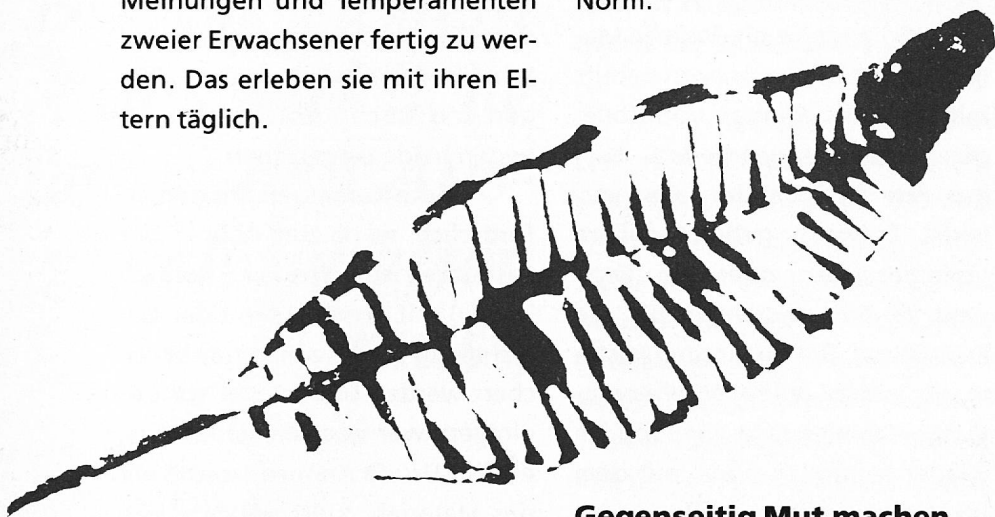 Meinungen und Temperamenten
zweier Erwachsener fertig zu wer-
den. Das erleben sie mit ihren El-
tern täglich.
Norm.
Gegenseitig Mut machen